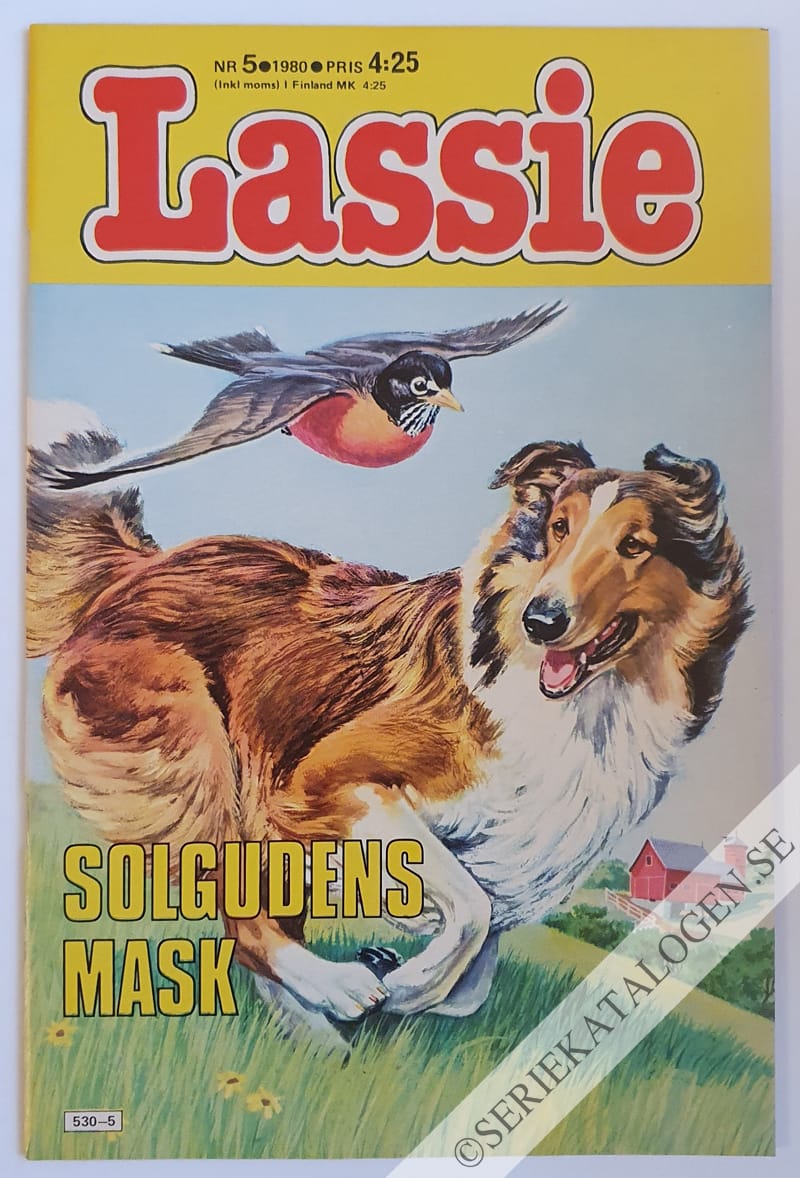 NR 5●1980●PRIS 4:25
(Inkl moms) I Finland MK 4:25
Lassie
SOLGUDENS
MASK
530–5
©SERIEKATALOGEN.SE